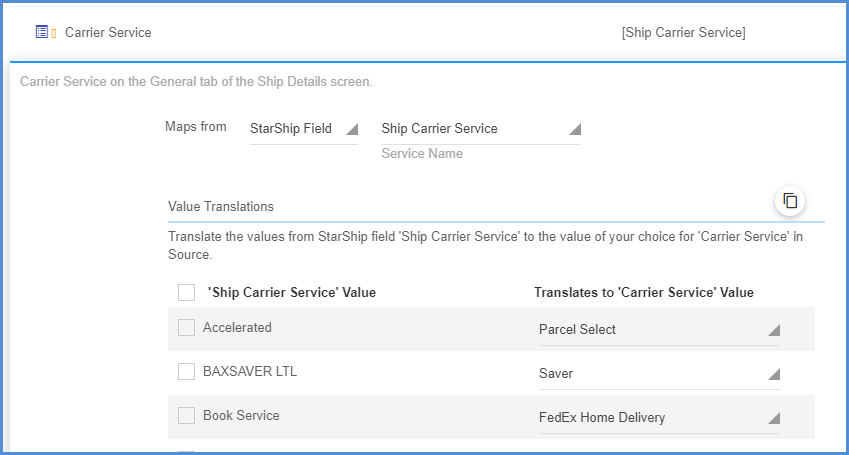 Carrier Service [Ship Carrier Service]
Carrier Service on the General tab of the Ship Details screen.
Maps from StarShip Field Ship Carrier Service
Service Name
Value Translations
Translate the values from StarShip field 'Ship Carrier Service' to the value of your choice for 'Carrier Service' in
Source.
'Ship Carrier Service' Value Translates to 'Carrier Service' Value
Accelerated Parcel Select
BAXSAVER LTL Saver
Book Service FedEx Home Delivery